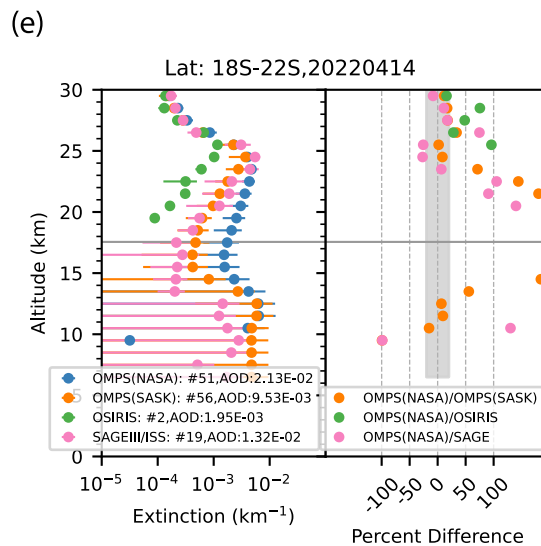 (e)
Lat: 18S-22S,20220414
30
25
20
15
10
5
0
Altitude (km)
OMPS(NASA): #51,AOD:2.13E-02
OMPS(SASK): #56,AOD:9.53E-03
OSIRIS: #2,AOD:1.95E-03
SAGEIII/ISS: #19,AOD:1.32E-02
OMPS(NASA)/OMPS(SASK)
OMPS(NASA)/OSIRIS
OMPS(NASA)/SAGE
10⁻⁵ 10⁻⁴ 10⁻³ 10⁻²
Extinction (km⁻¹)
-100 -50 0 50 100
Percent Difference